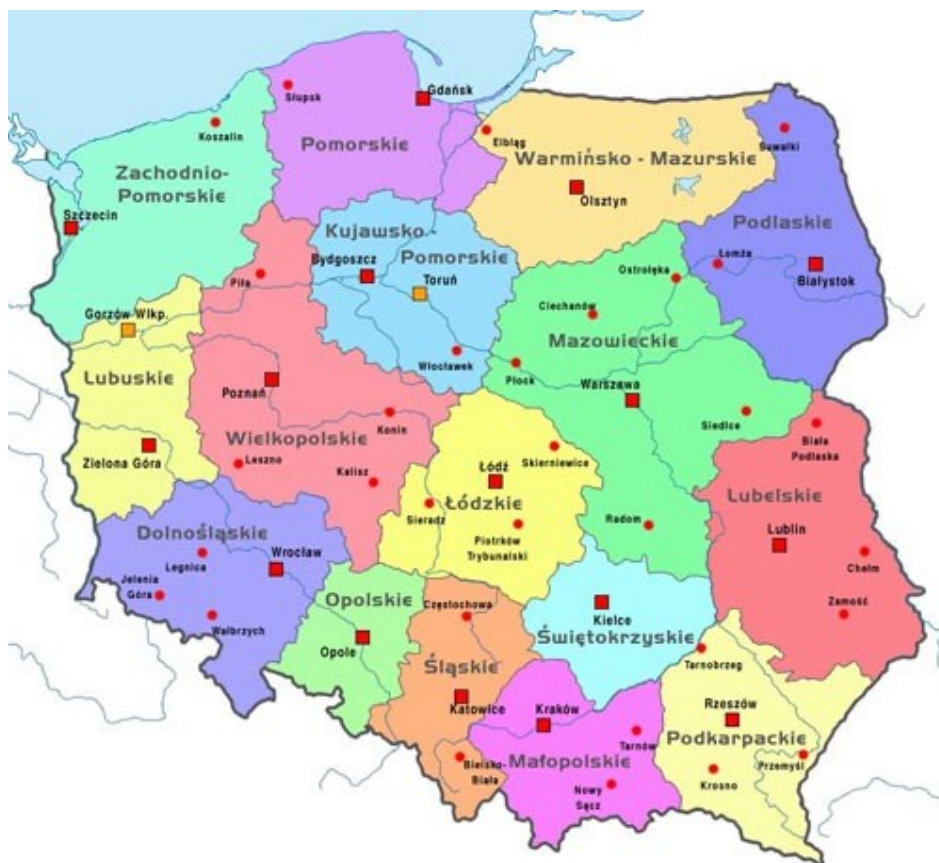 Gdańsk
Słupsk
Koszalin
Pomorskie
Elbląg
Suwałki
Warmińsko - Mazurskie
Zachodnio-
Pomorskie
Olsztyn
Szczecin
Podlaskie
Kujawsko -
Pomorskie
Bydgoszcz
Toruń
Łomża
Białystok
Ostrołęka
Piła
Ciechanów
Gorzów Wlkp.
Mazowieckie
Włocławek
Płock
Lubuskie
Poznań
Warszawa
Konin
Siedlce
Biała
Podlaska
Wielkopolskie
Zielona Góra
Leszno
Kalisz
Skierniewice
Łódź
Łódzkie
Sieradz
Lubelskie
Radom
Lublin
Dolnośląskie
Piotrków
Trybunalski
Wrocław
Legnica
Chełm
Jelenia
Góra
Opolskie
Częstochowa
Kielce
Zamość
Wałbrzych
Świętokrzyskie
Opole
Śląskie
Tarnobrzeg
Katowice
Kraków
Rzeszów
Tarnów
Podkarpackie
Małopolskie
Bielsko-
Biała
Przemyśl
Nowy
Sącz
Krosno